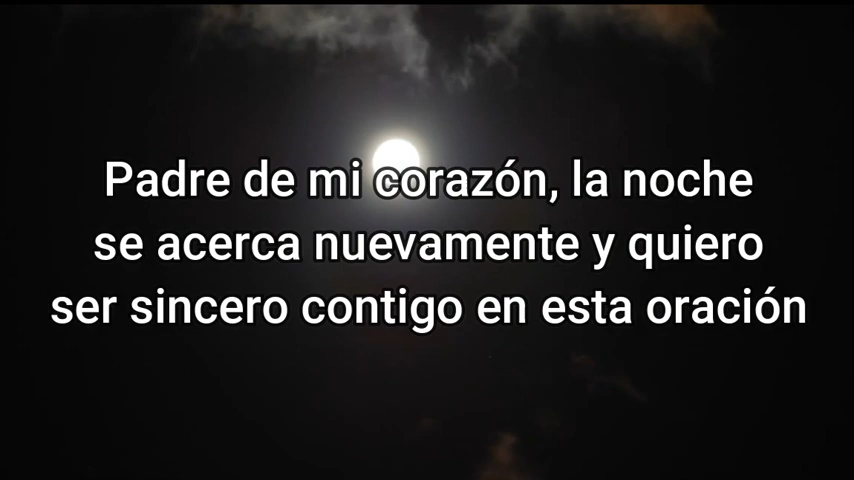 Padre de mi corazón, la noche
se acerca nuevamente y quiero
ser sincero contigo en esta oración